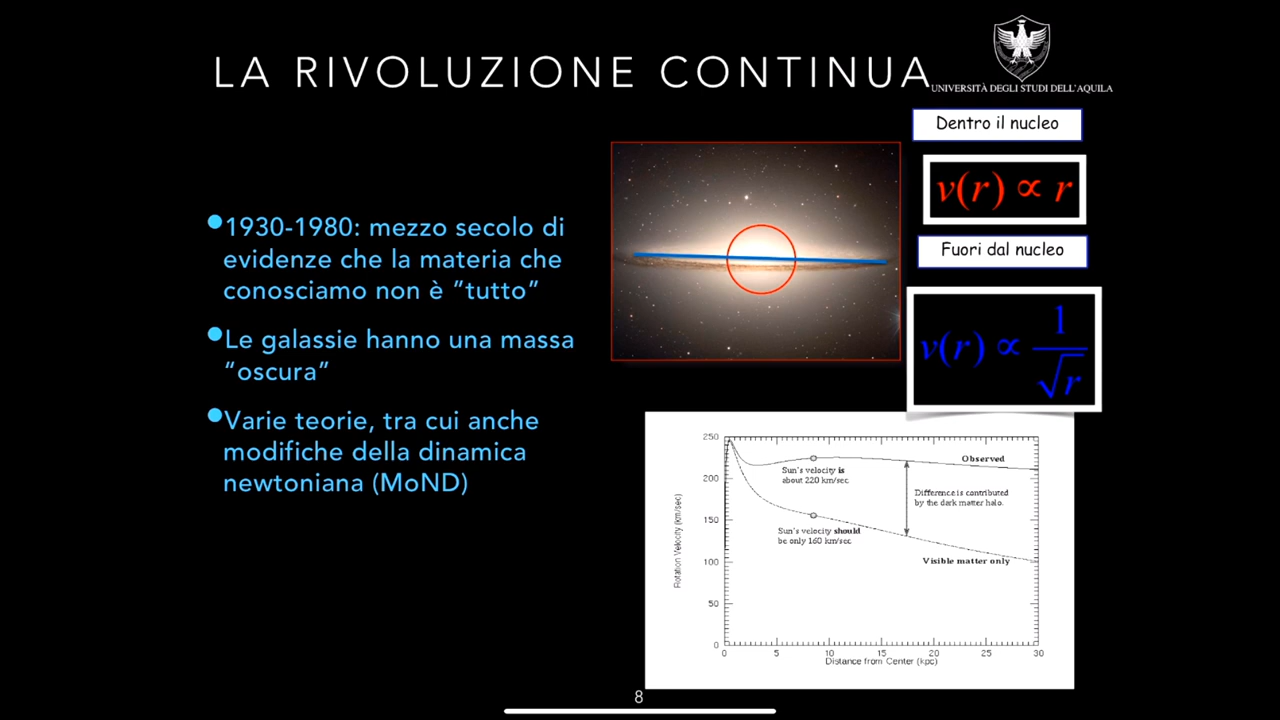 LA RIVOLUZIONE CONTINUA
UNIVERSITÀ DEGLI STUDI DELL'AQUILA
•1930-1980: mezzo secolo di
evidenze che la materia che
conosciamo non è "tutto"
•Le galassie hanno una massa
"oscura"
•Varie teorie, tra cui anche
modifiche della dinamica
newtoniana (MoND)
Dentro il nucleo
v(r) ∝ r
Fuori dal nucleo
v(r) ∝ 1/√r
Rotation Velocity (km/sec)
250
200
150
100
50
0
Observed
Sun's velocity is
about 220 km/sec
Difference is contributed
by the dark matter halo.
Sun's velocity should
be only 160 km/sec
Visible matter only
0 5 10 15 20 25 30
Distance from Center (kpc)
8